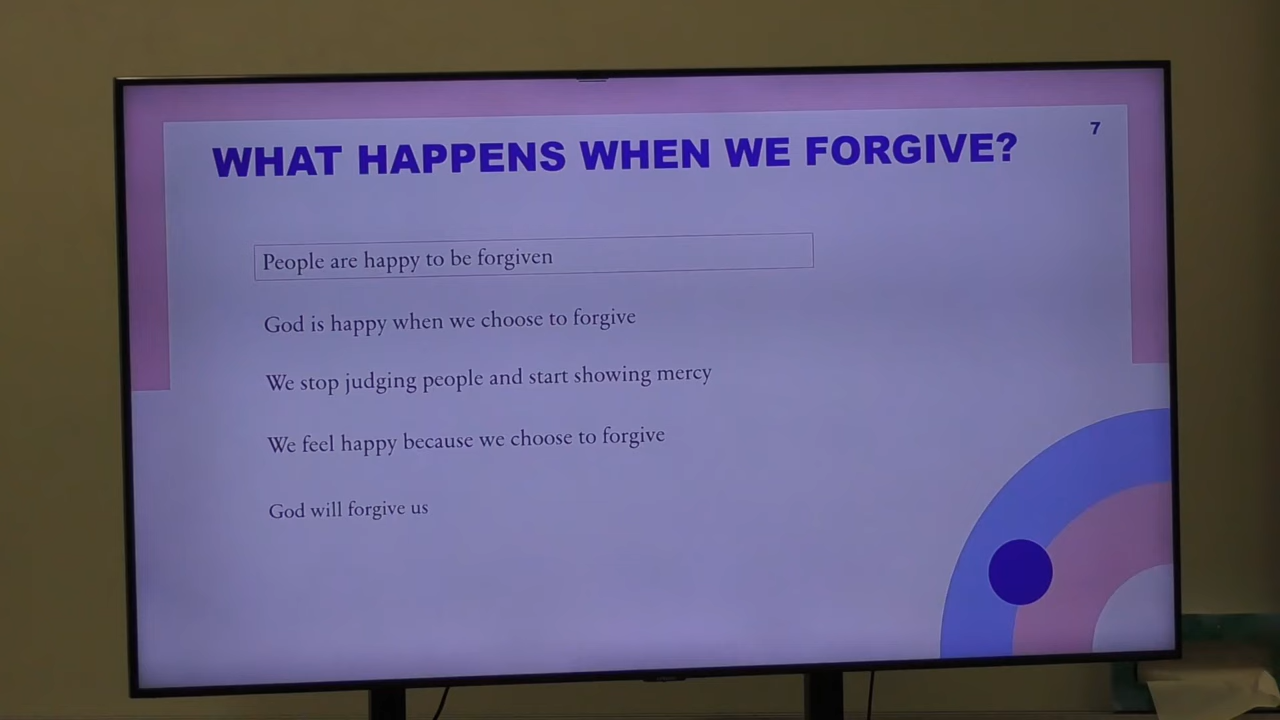 WHAT HAPPENS WHEN WE FORGIVE?
7
People are happy to be forgiven
God is happy when we choose to forgive
We stop judging people and start showing mercy
We feel happy because we choose to forgive
God will forgive us